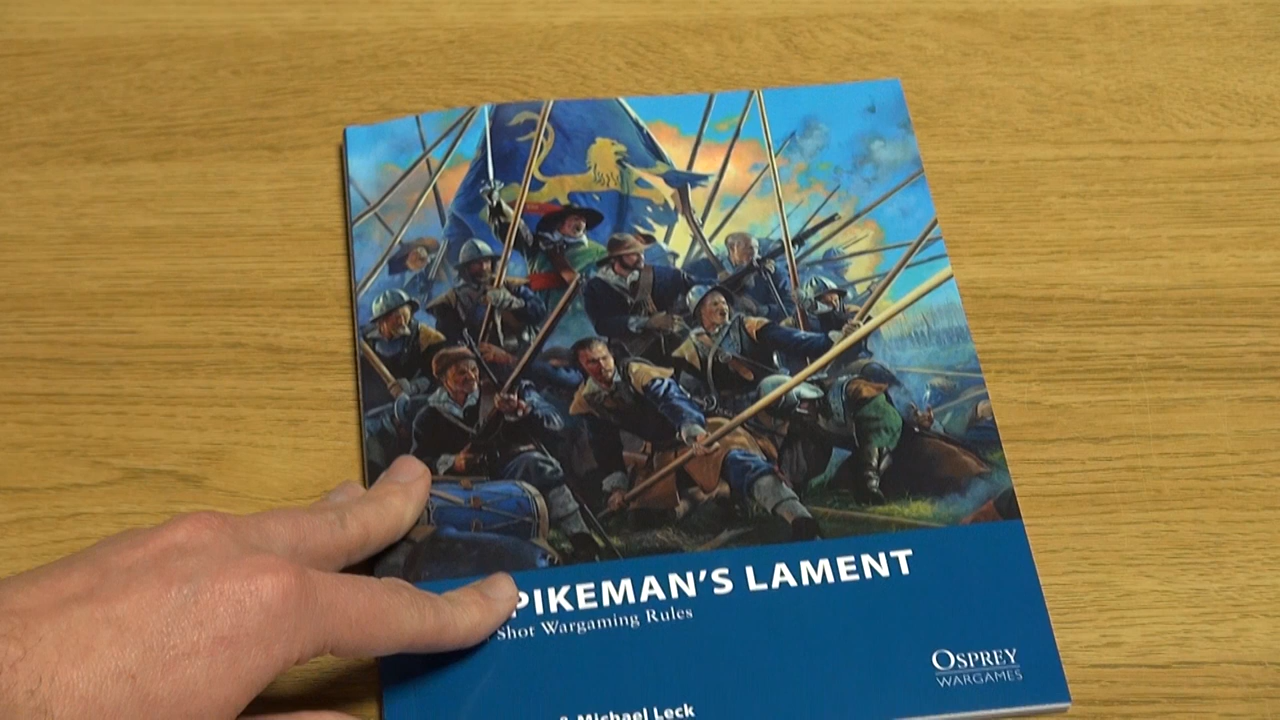 PIKEMAN'S LAMENT
Shot Wargaming Rules
OSPREY
WARGAMES
& Michael Leck